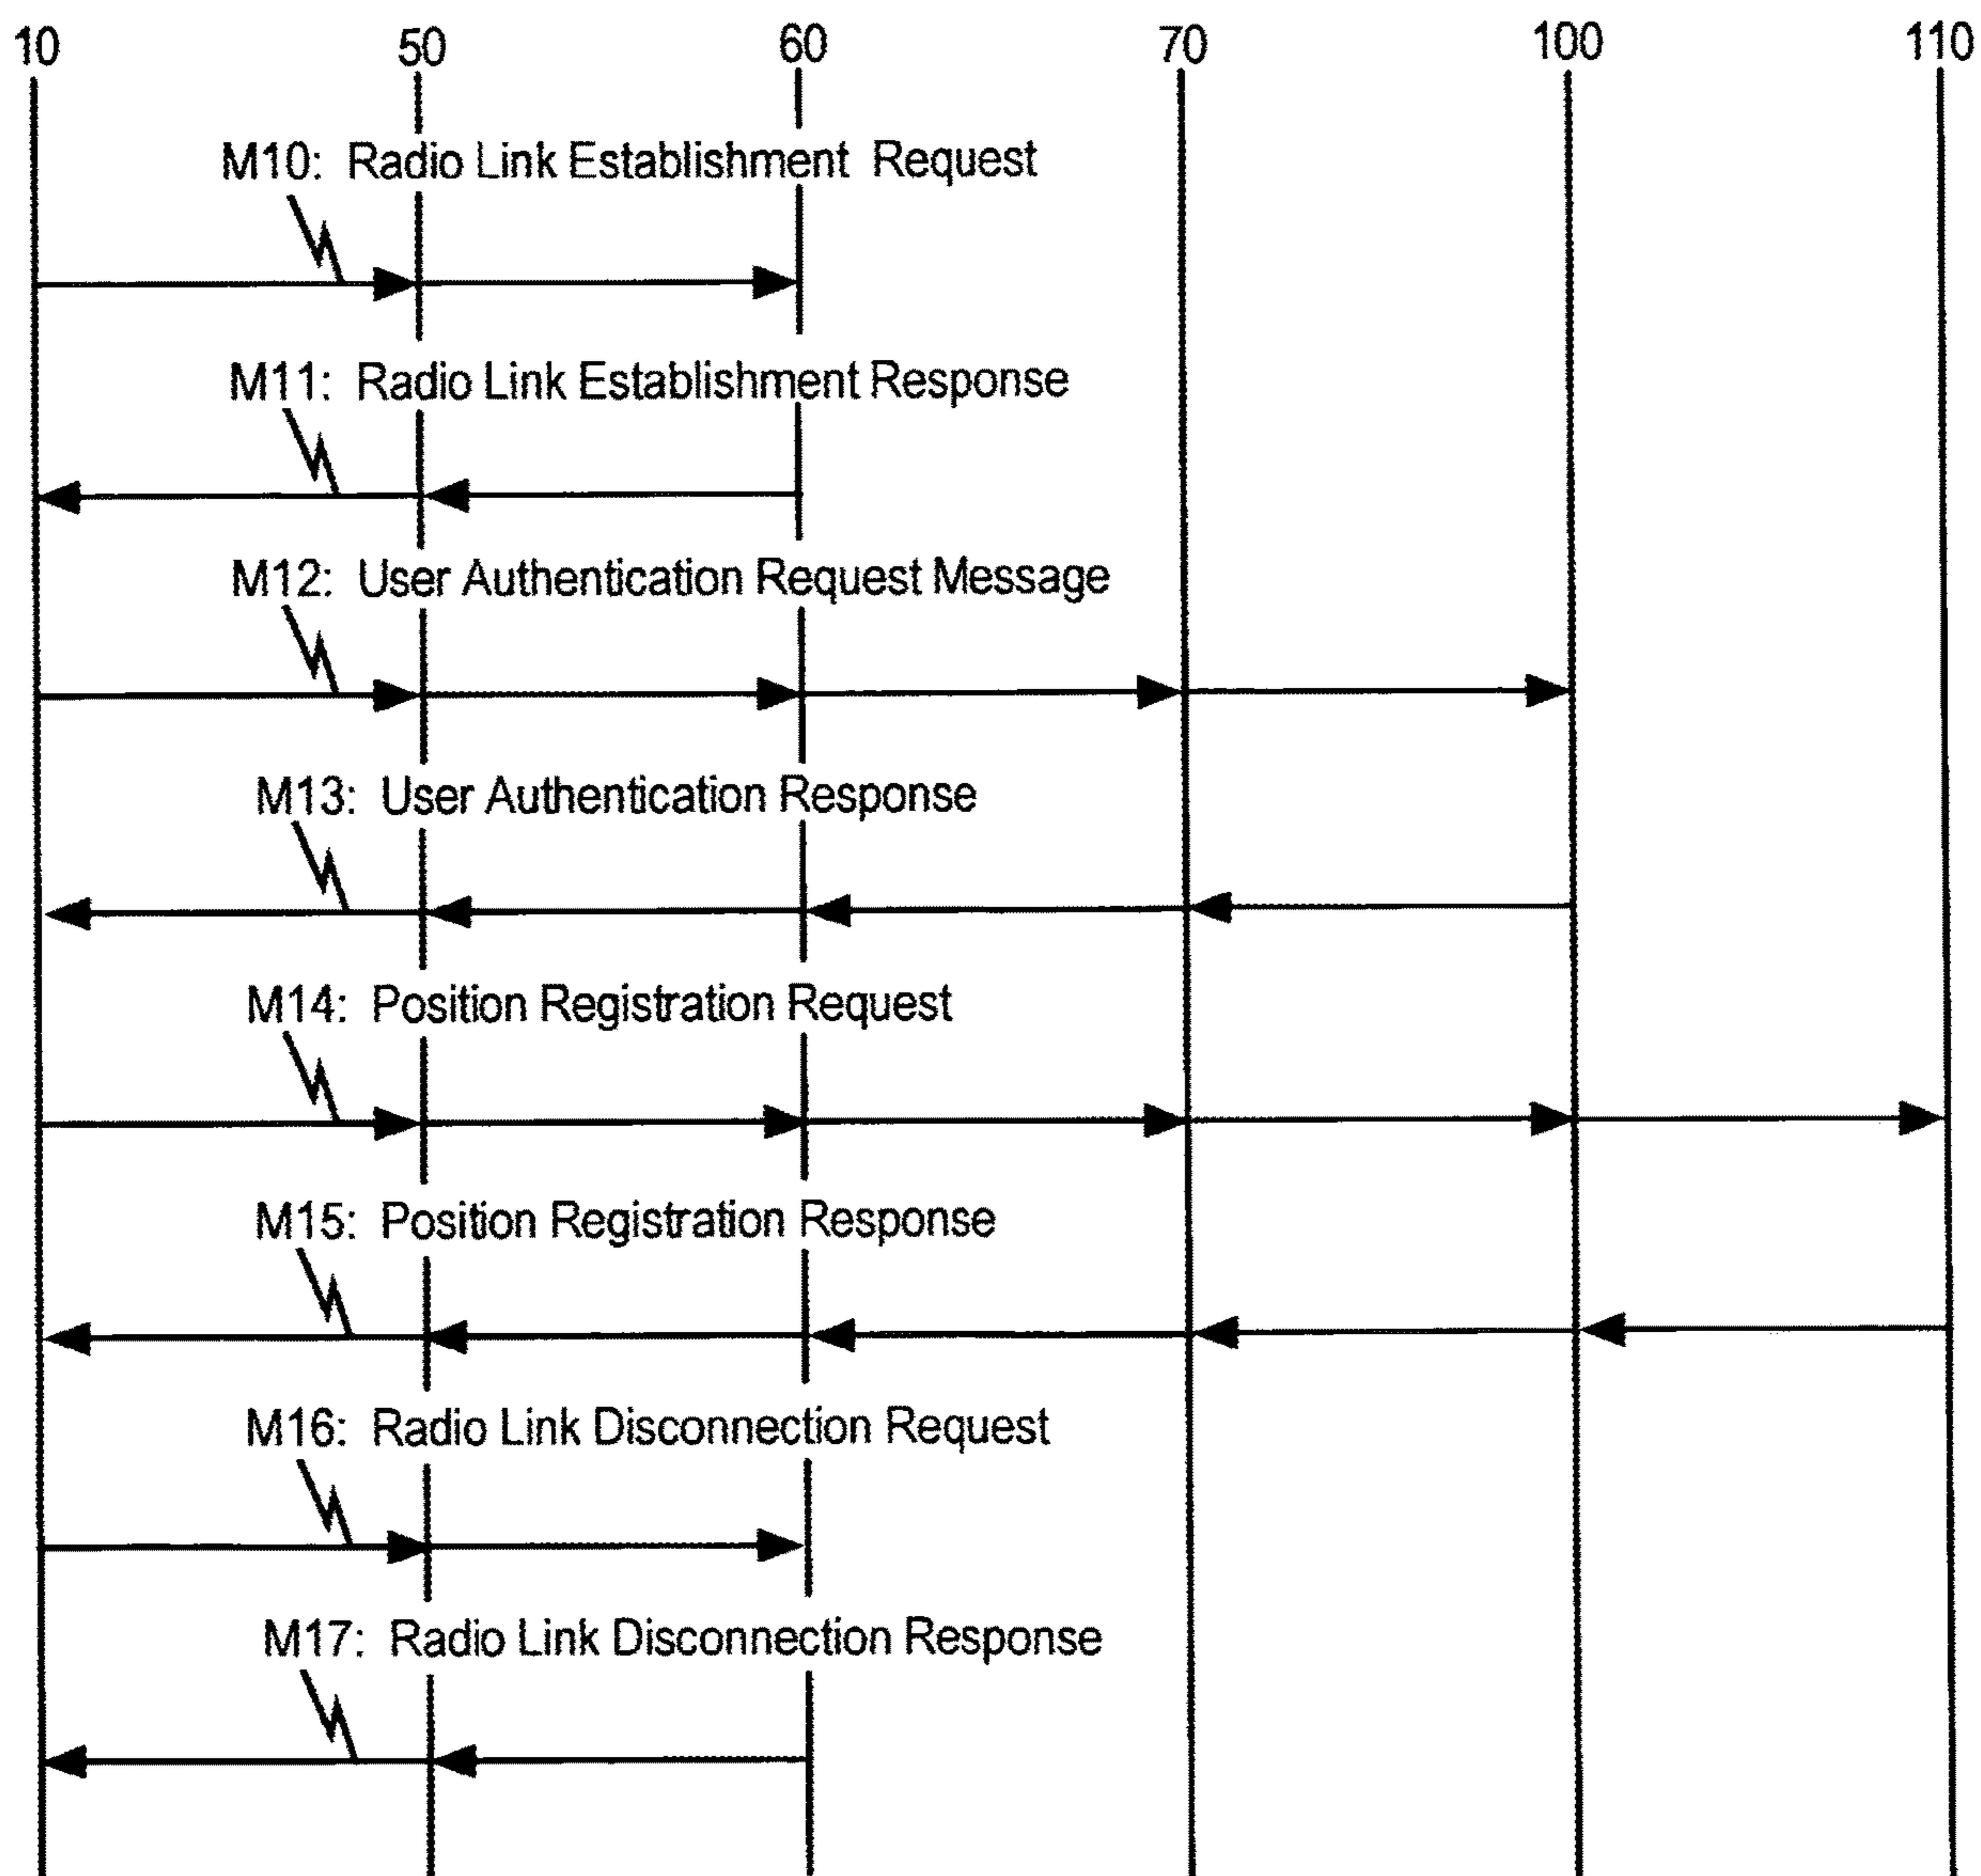 10 50 60 70 100 110
M10: Radio Link Establishment Request
M11: Radio Link Establishment Response
M12: User Authentication Request Message
M13: User Authentication Response
M14: Position Registration Request
M15: Position Registration Response
M16: Radio Link Disconnection Request
M17: Radio Link Disconnection Response